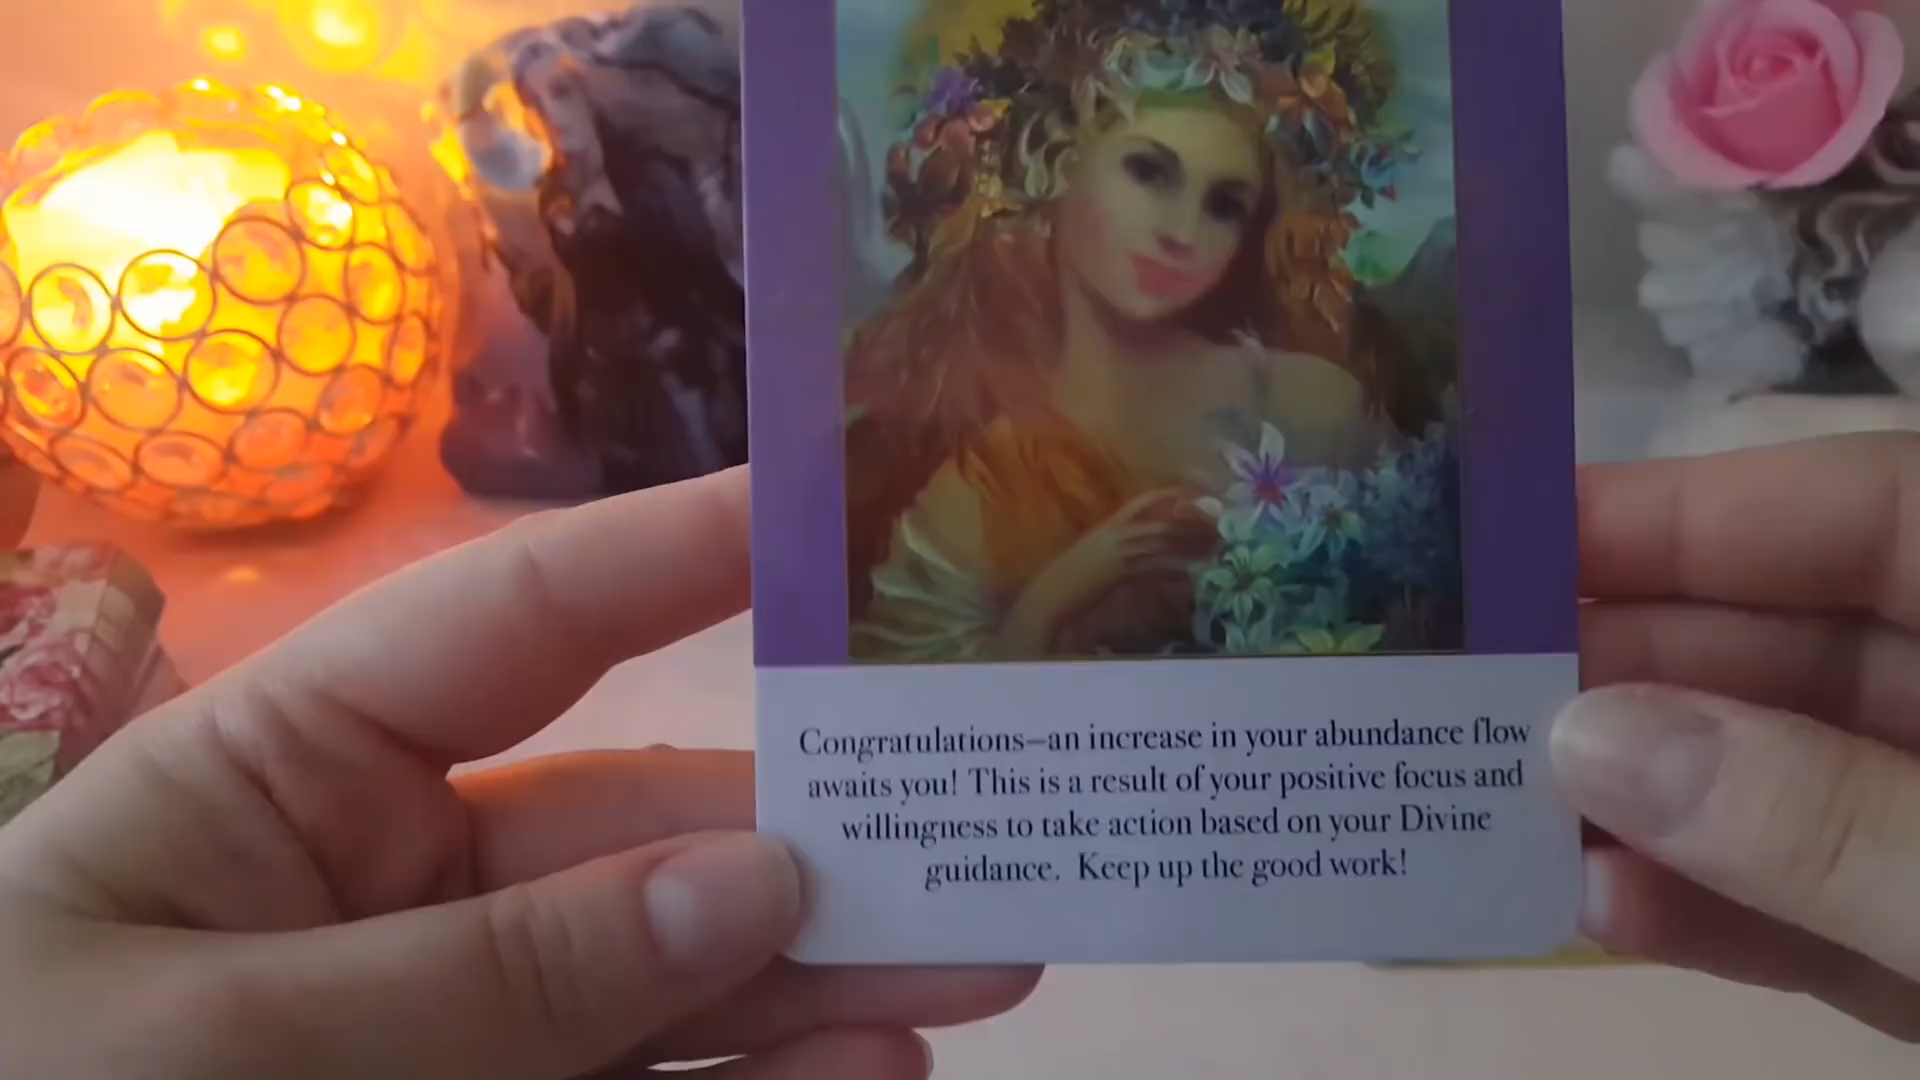 Congratulations—an increase in your abundance flow
awaits you! This is a result of your positive focus and
willingness to take action based on your Divine
guidance. Keep up the good work!